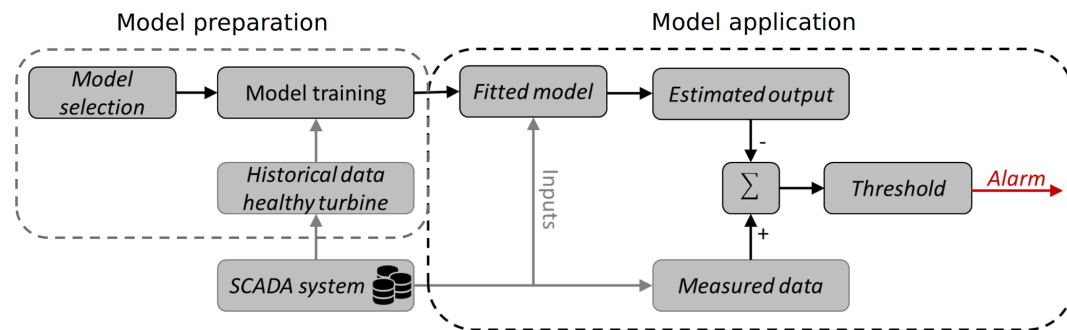 Model preparation
Model application
Model
selection
Model training
Fitted model
Estimated output
-
Historical data
healthy turbine
Inputs
∑
Threshold
Alarm
+
SCADA system
Measured data